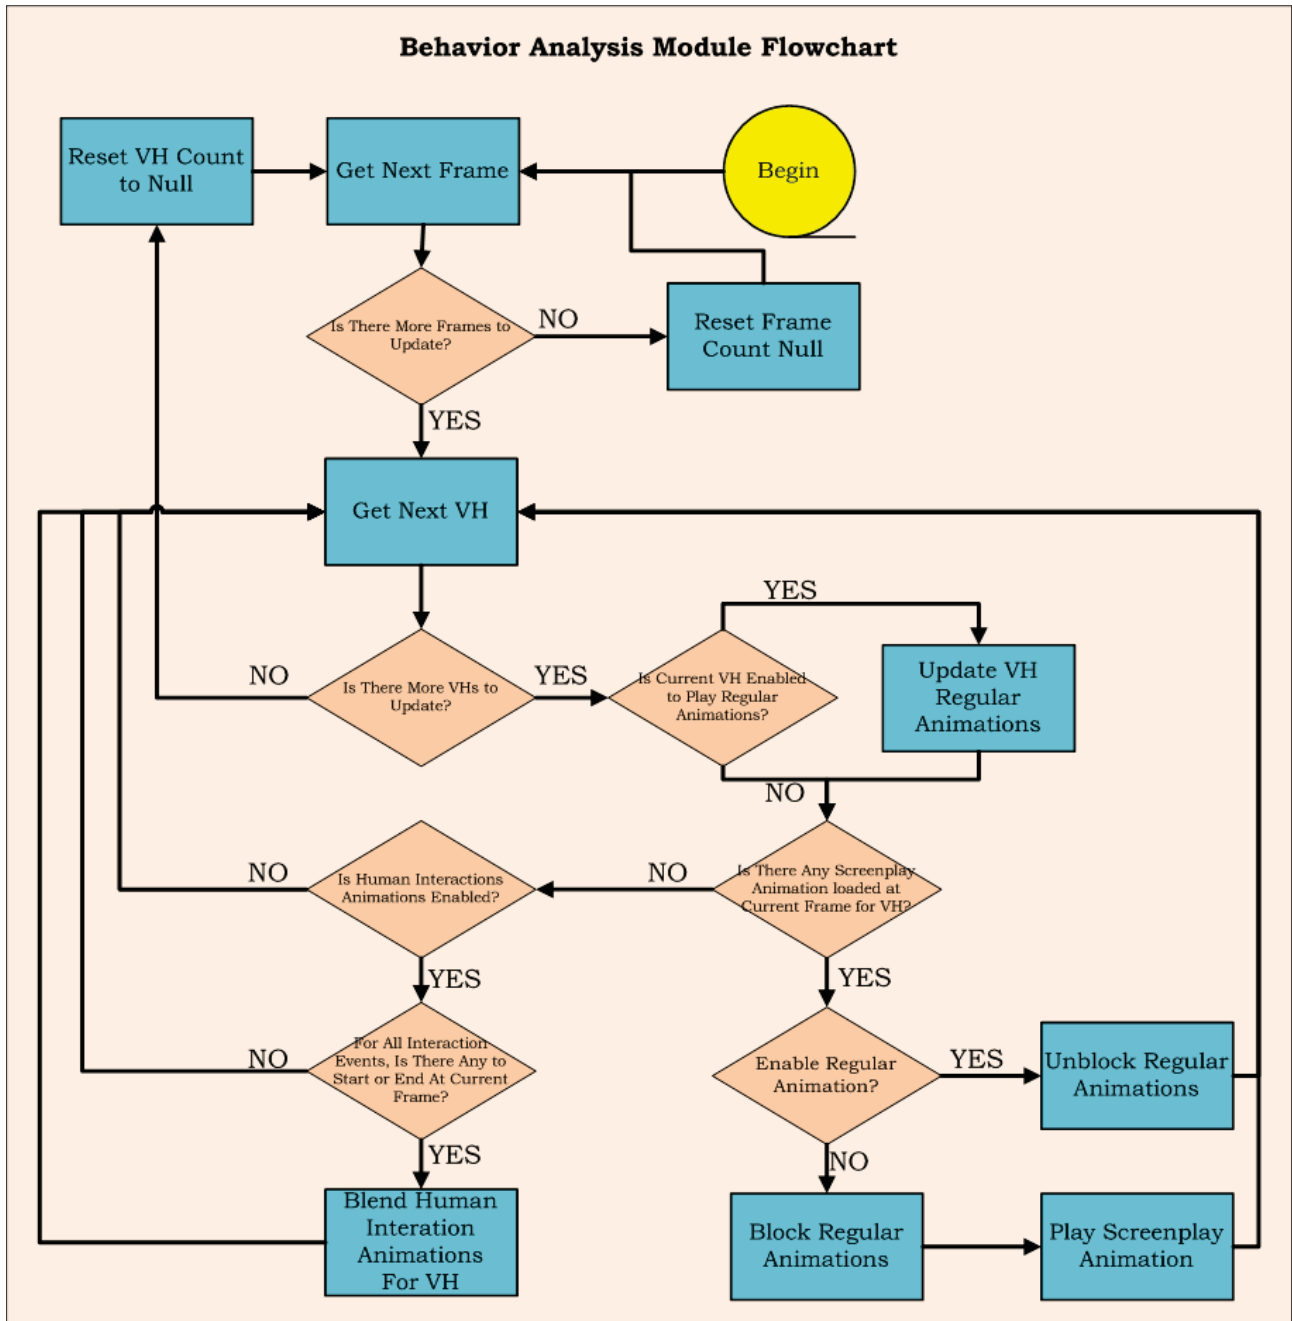 Behavior Analysis Module Flowchart
Reset VH Count
to Null
Get Next Frame
Begin
Is There More Frames to
Update?
NO
Reset Frame
Count Null
YES
Get Next VH
YES
NO
Is There More VHs to
Update?
YES
Is Current VH Enabled
to Play Regular
Animations?
Update VH
Regular
Animations
NO
NO
Is Human Interactions
Animations Enabled?
NO
Is There Any Screenplay
Animation loaded at
Current Frame for VH?
YES
YES
NO
For All Interaction
Events, Is There Any to
Start or End At Current
Frame?
Enable Regular
Animation?
YES
Unblock Regular
Animations
YES
NO
Blend Human
Interation
Animations
For VH
Block Regular
Animations
Play Screenplay
Animation